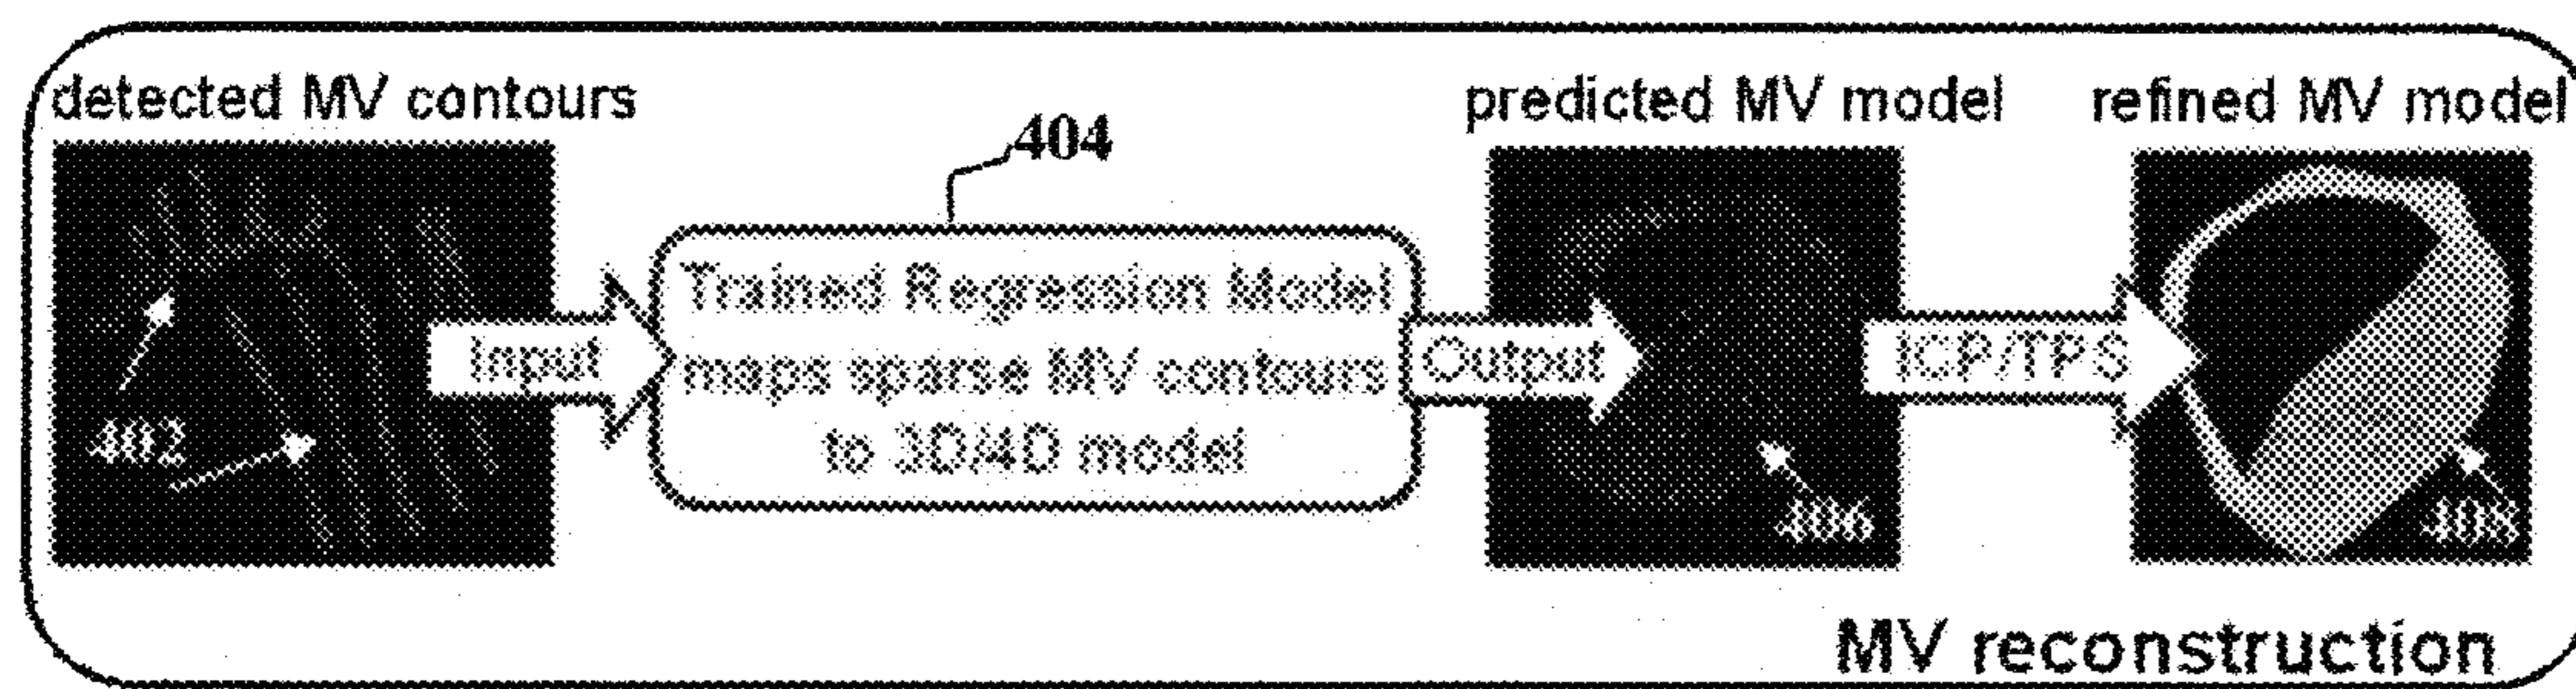 detected MV contours
404
predicted MV model
refined MV model
Trained Regression Model
maps sparse MV contours
to 3D/4D model
Input
Output
ICP/TPS
402
406
408
MV reconstruction